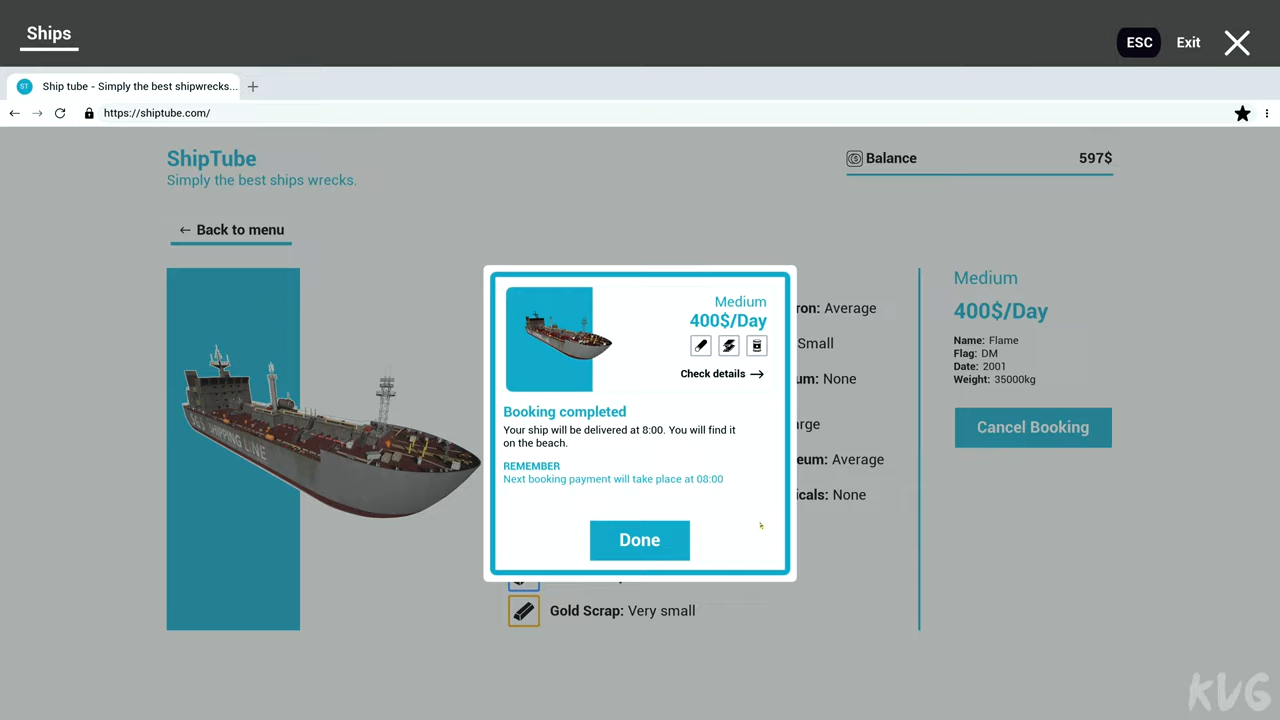 Ships
ESC Exit
ST Ship tube - Simply the best shipwrecks...
https://shiptube.com/
ShipTube
Simply the best ships wrecks.
Balance 597$
← Back to menu
SHIPPING LINE
Medium
400$/Day
Check details →
Booking completed
Your ship will be delivered at 8:00. You will find it
on the beach.
REMEMBER
Next booking payment will take place at 08:00
Done
ron: Average
Small
um: None
arge
eum: Average
icals: None
Gold Scrap: Very small
Medium
400$/Day
Name: Flame
Flag: DM
Date: 2001
Weight: 35000kg
Cancel Booking
KVG